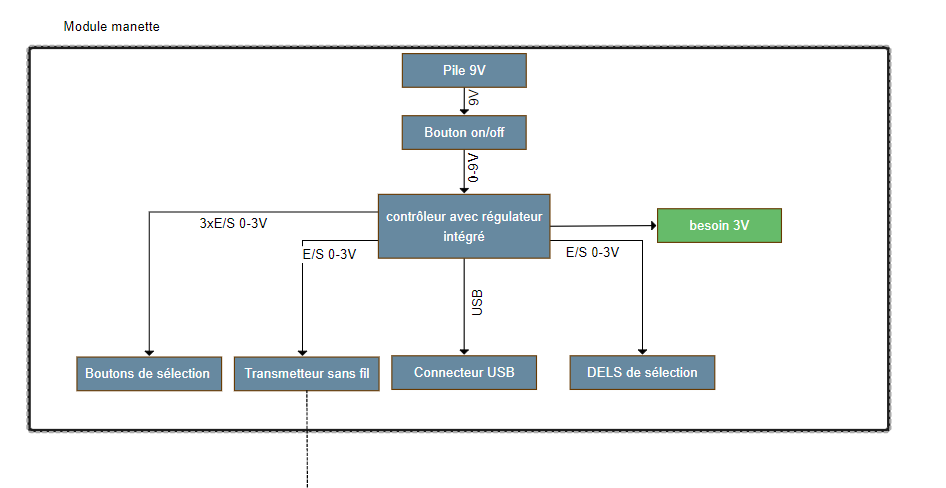 Module manette
Pile 9V
9V
Bouton on/off
0-9V
contrôleur avec régulateur
intégré
besoin 3V
3xE/S 0-3V
E/S 0-3V
E/S 0-3V
USB
Boutons de sélection
Transmetteur sans fil
Connecteur USB
DELS de sélection